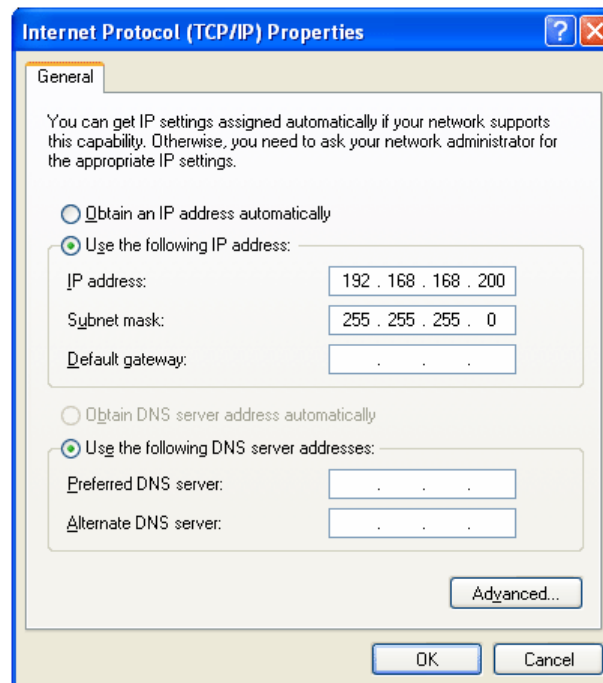 Internet Protocol (TCP/IP) Properties
General
You can get IP settings assigned automatically if your network supports
this capability. Otherwise, you need to ask your network administrator for
the appropriate IP settings.
Obtain an IP address automatically
Use the following IP address:
IP address: 192 . 168 . 168 . 200
Subnet mask: 255 . 255 . 255 . 0
Default gateway: . . .
Obtain DNS server address automatically
Use the following DNS server addresses:
Preferred DNS server: . . .
Alternate DNS server: . . .
Advanced...
OK Cancel